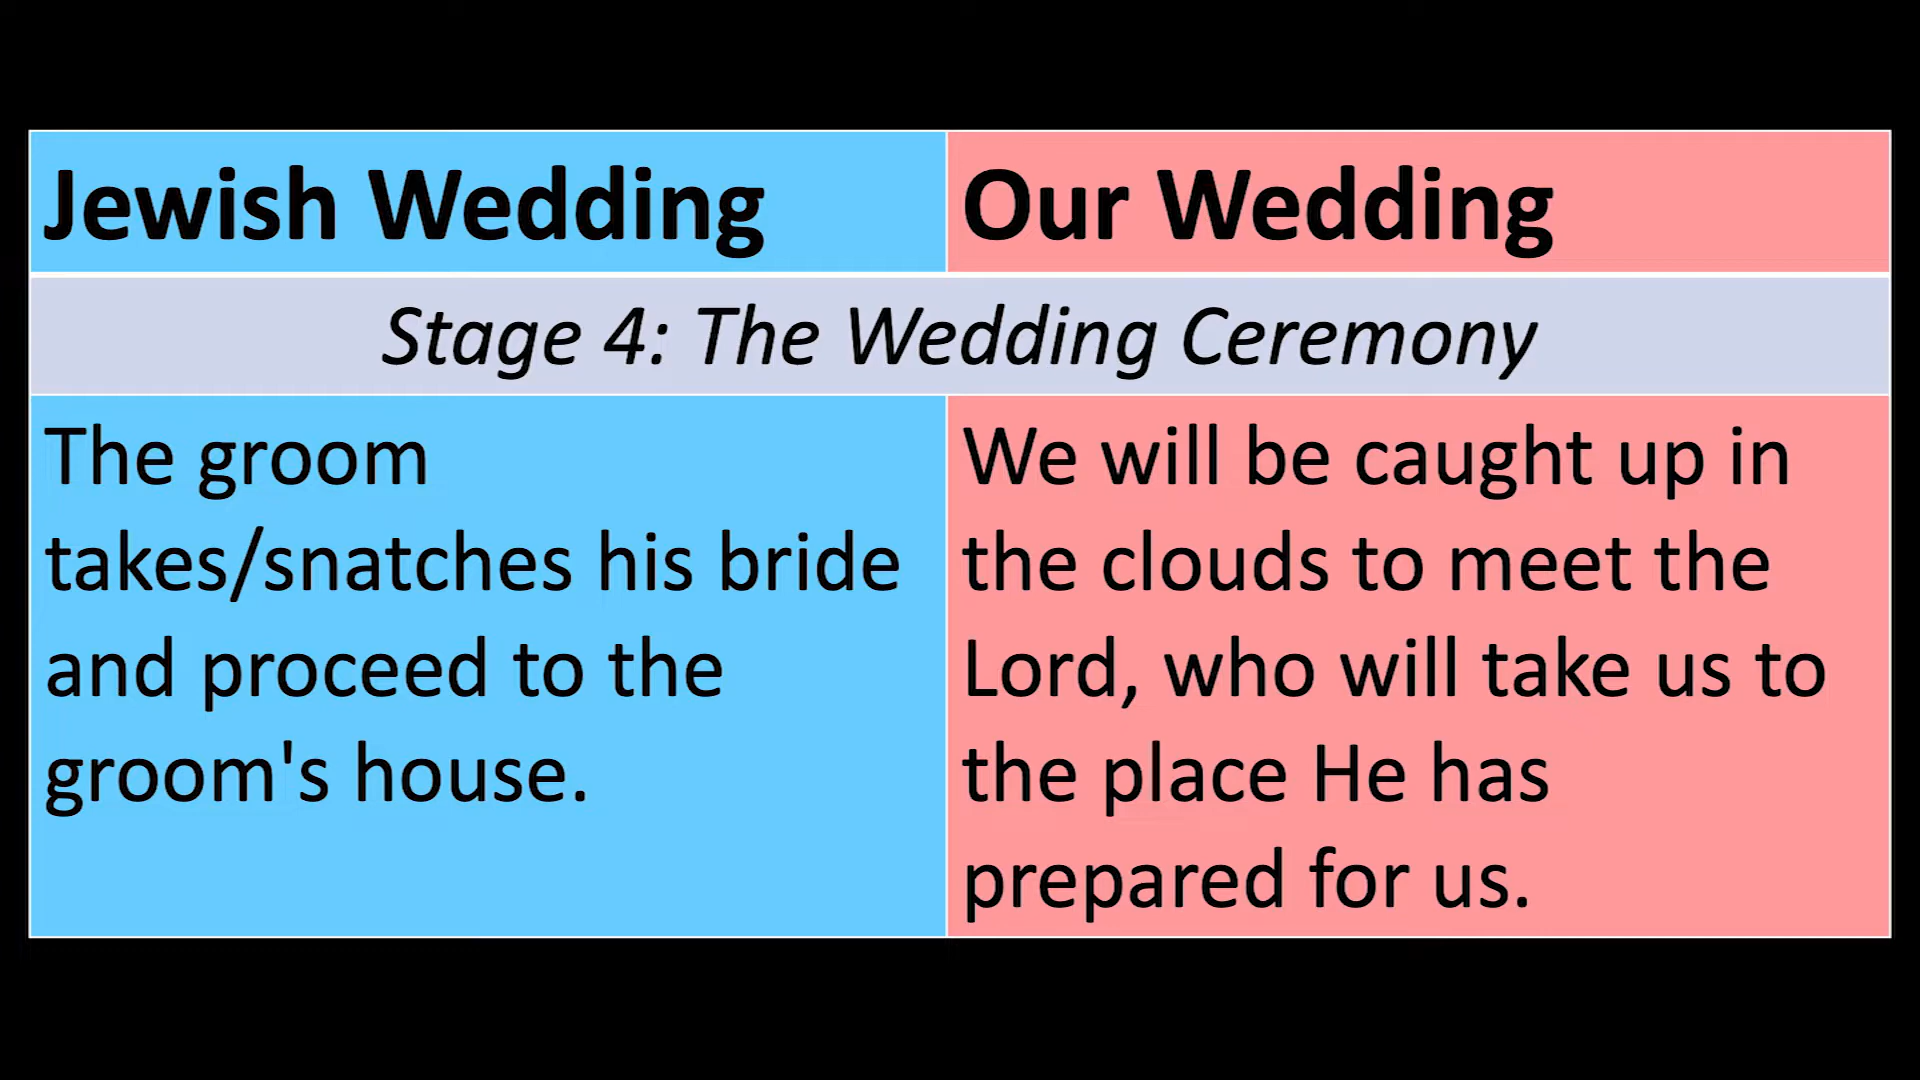 Jewish Wedding
Our Wedding
Stage 4: The Wedding Ceremony
The groom
takes/snatches his bride
and proceed to the
groom's house.
We will be caught up in
the clouds to meet the
Lord, who will take us to
the place He has
prepared for us.